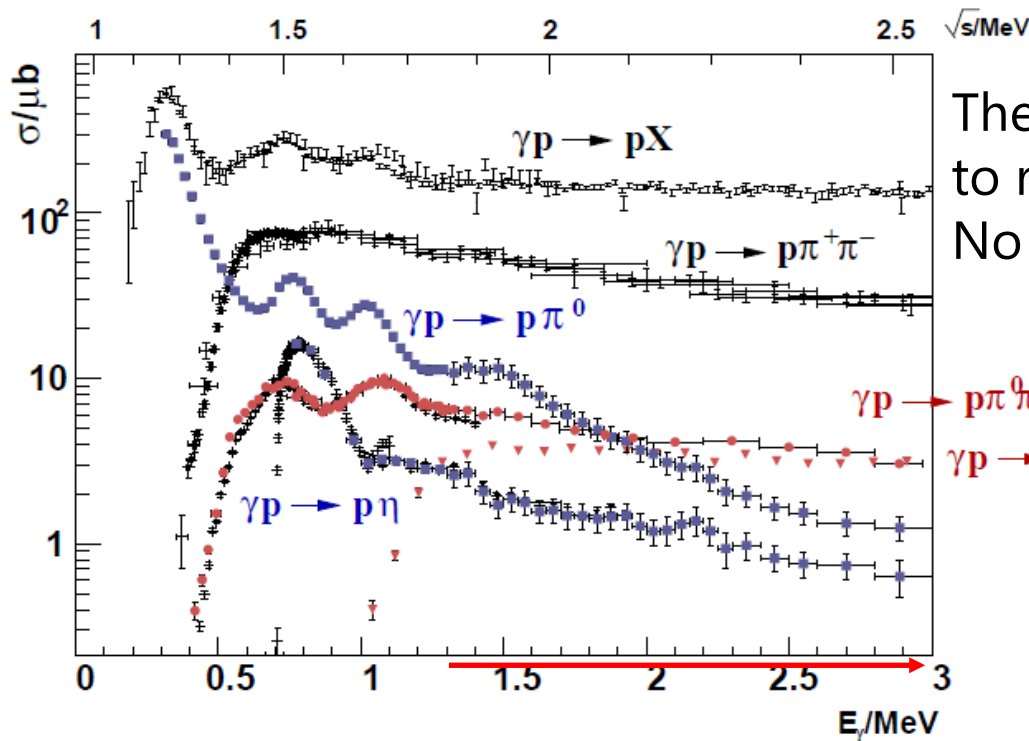 1 1.5 2 2.5 √s/MeV
σ/μb
The
γp → pX
to r
10²
γp → pπ⁺π⁻
No
γp → pπ⁰
10
γp → pπ⁰
γp →
γp → pη
1
0 0.5 1 1.5 2 2.5 3
Eγ/MeV